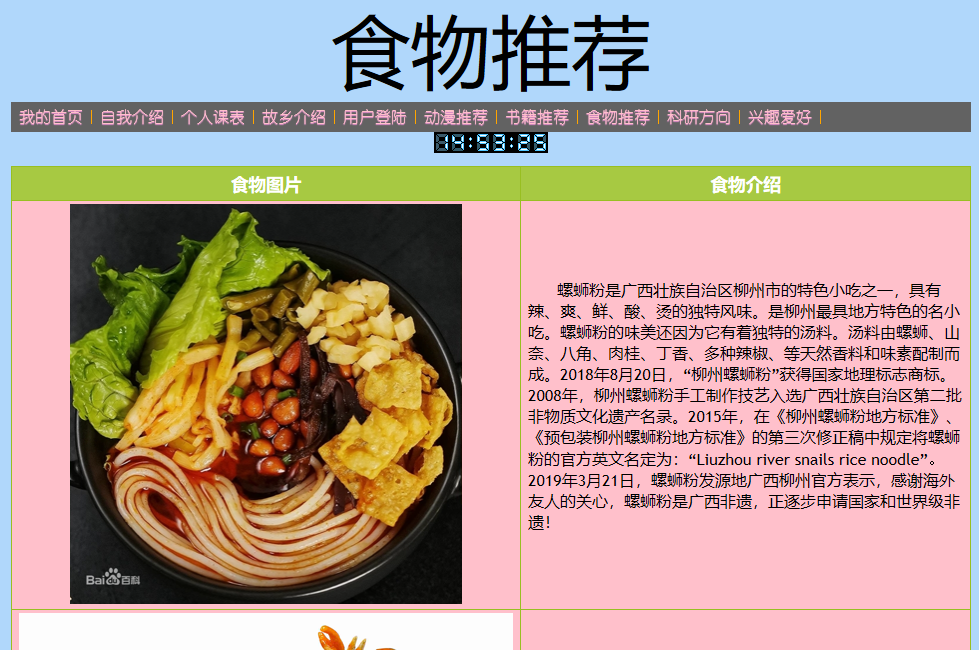 食物推荐
我的首页 | 自我介绍 | 个人课表 | 故乡介绍 | 用户登陆 | 动漫推荐 | 书籍推荐 | 食物推荐 | 科研方向 | 兴趣爱好 |
14:53:25
食物图片 食物介绍
螺蛳粉是广西壮族自治区柳州市的特色小吃之一，具有
辣、爽、鲜、酸、烫的独特风味。是柳州最具地方特色的名小
吃。螺蛳粉的味美还因为它有着独特的汤料。汤料由螺蛳、山
奈、八角、肉桂、丁香、多种辣椒、等天然香料和味素配制而
成。2018年8月20日，“柳州螺蛳粉”获得国家地理标志商标。
2008年，柳州螺蛳粉手工制作技艺入选广西壮族自治区第二批
非物质文化遗产名录。2015年，在《柳州螺蛳粉地方标准》、
《预包装柳州螺蛳粉地方标准》的第三次修正稿中规定将螺蛳
粉的官方英文名定为：“Liuzhou river snails rice noodle”。
2019年3月21日，螺蛳粉发源地广西柳州官方表示，感谢海外
友人的关心，螺蛳粉是广西非遗，正逐步申请国家和世界级非
遗！
Bai du 百科